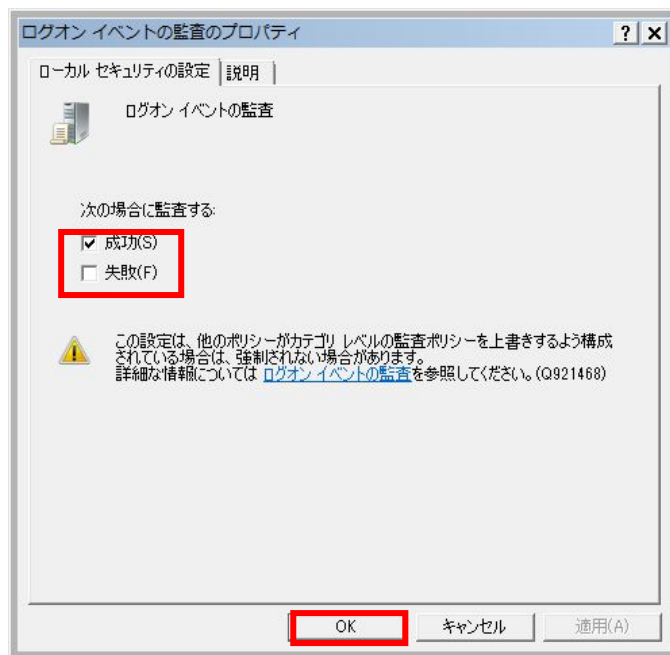 ログオン イベントの監査のプロパティ
ローカル セキュリティの設定 説明
ログオン イベントの監査
次の場合に監査する:
成功(S)
失敗(F)
この設定は、他のポリシーがカテゴリ レベルの監査ポリシーを上書きするよう構成
されている場合は、強制されない場合があります。
詳細な情報については ログオン イベントの監査を参照してください。(Q921468)
OK キャンセル 適用(A)